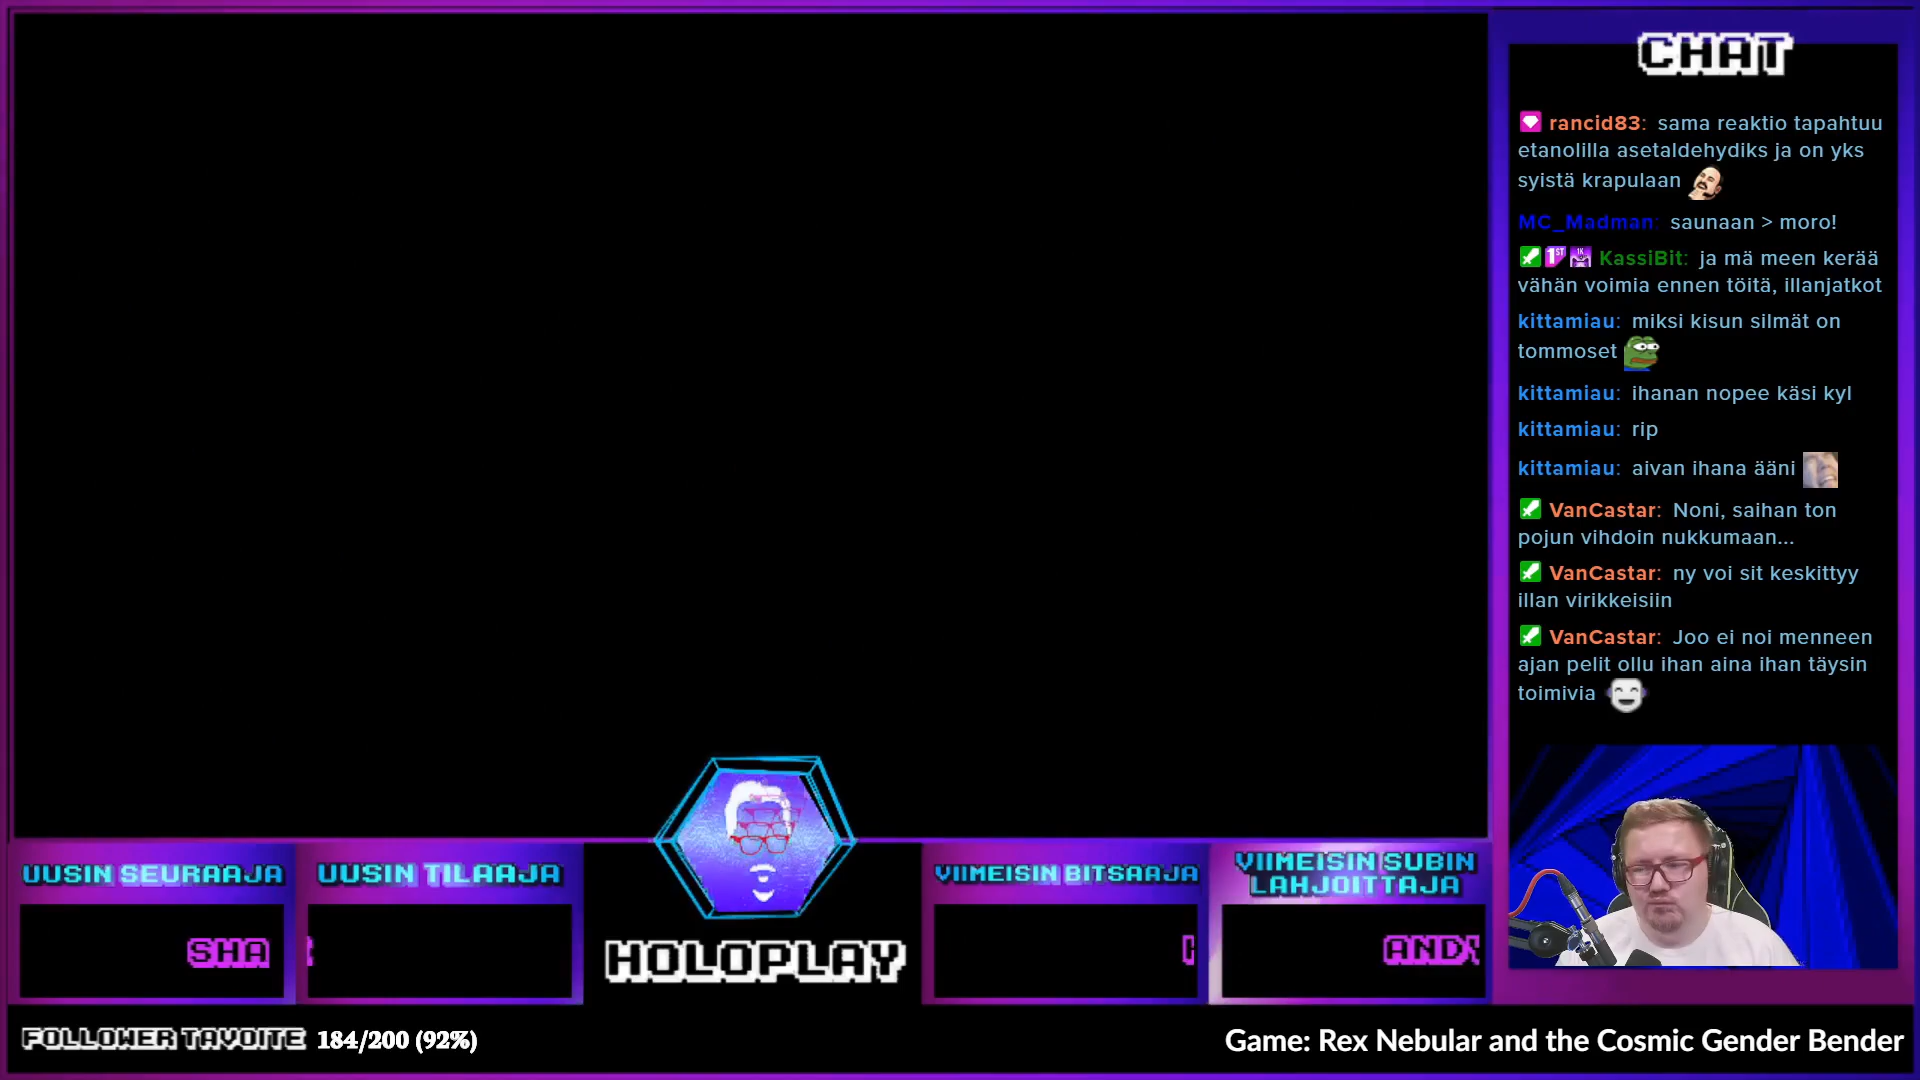 CHAT
rancid83: sama reaktio tapahtuu
etanolilla asetaldehydiks ja on yks
syistä krapulaan
MC_Madman: saunaan > moro!
1ST 1K KassiBit: ja mä meen kerää
vähän voimia ennen töitä, illanjatkot
kittamiau: miksi kisun silmät on
tommoset
kittamiau: ihanan nopee käsi kyl
kittamiau: rip
kittamiau: aivan ihana ääni
VanCastar: Noni, saihan ton
pojun vihdoin nukkumaan...
VanCastar: ny voi sit keskittyy
illan virikkeisiin
VanCastar: Joo ei noi menneen
ajan pelit ollu ihan aina ihan täysin
toimivia
UUSIN SEURAAJA
SHA
UUSIN TILAAJA
HOLOPLAY
VIIMEISIN BITSAAJA
VIIMEISIN SUBIN
LAHJOITTAJA
AND
FOLLOWER TAVOITE 184/200 (92%)
Game: Rex Nebular and the Cosmic Gender Bender